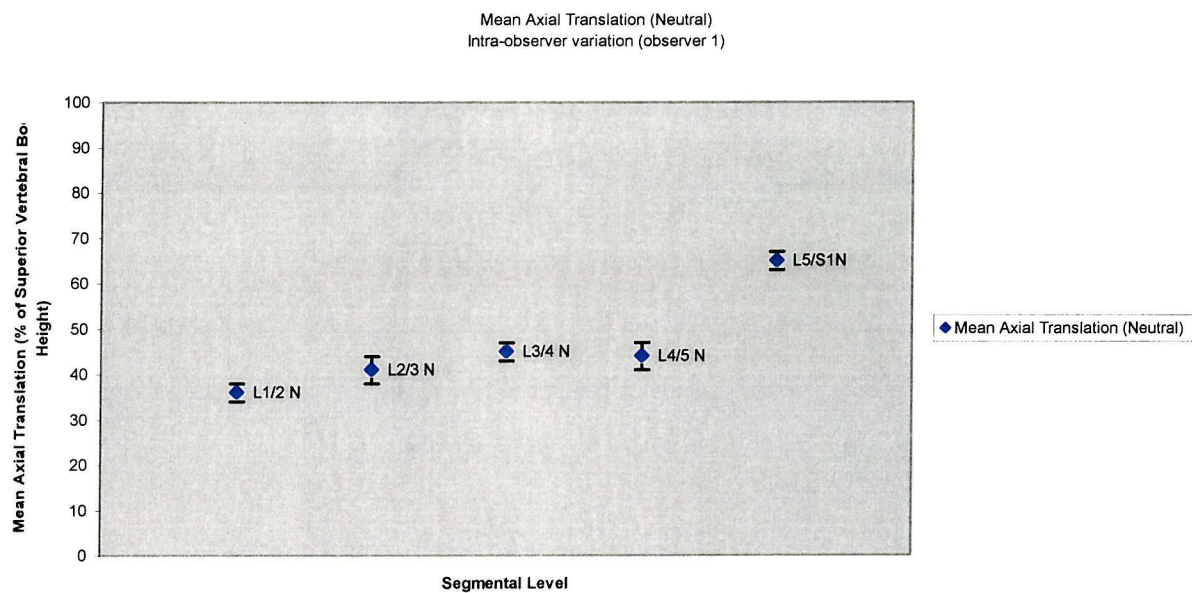 Mean Axial Translation (Neutral)
Intra-observer variation (observer 1)
Mean Axial Translation (% of Superior Vertebral Bo
Height)
100
90
80
70
60
50
40
30
20
10
0
L1/2 N
L2/3 N
L3/4 N
L4/5 N
L5/S1N
Mean Axial Translation (Neutral)
Segmental Level